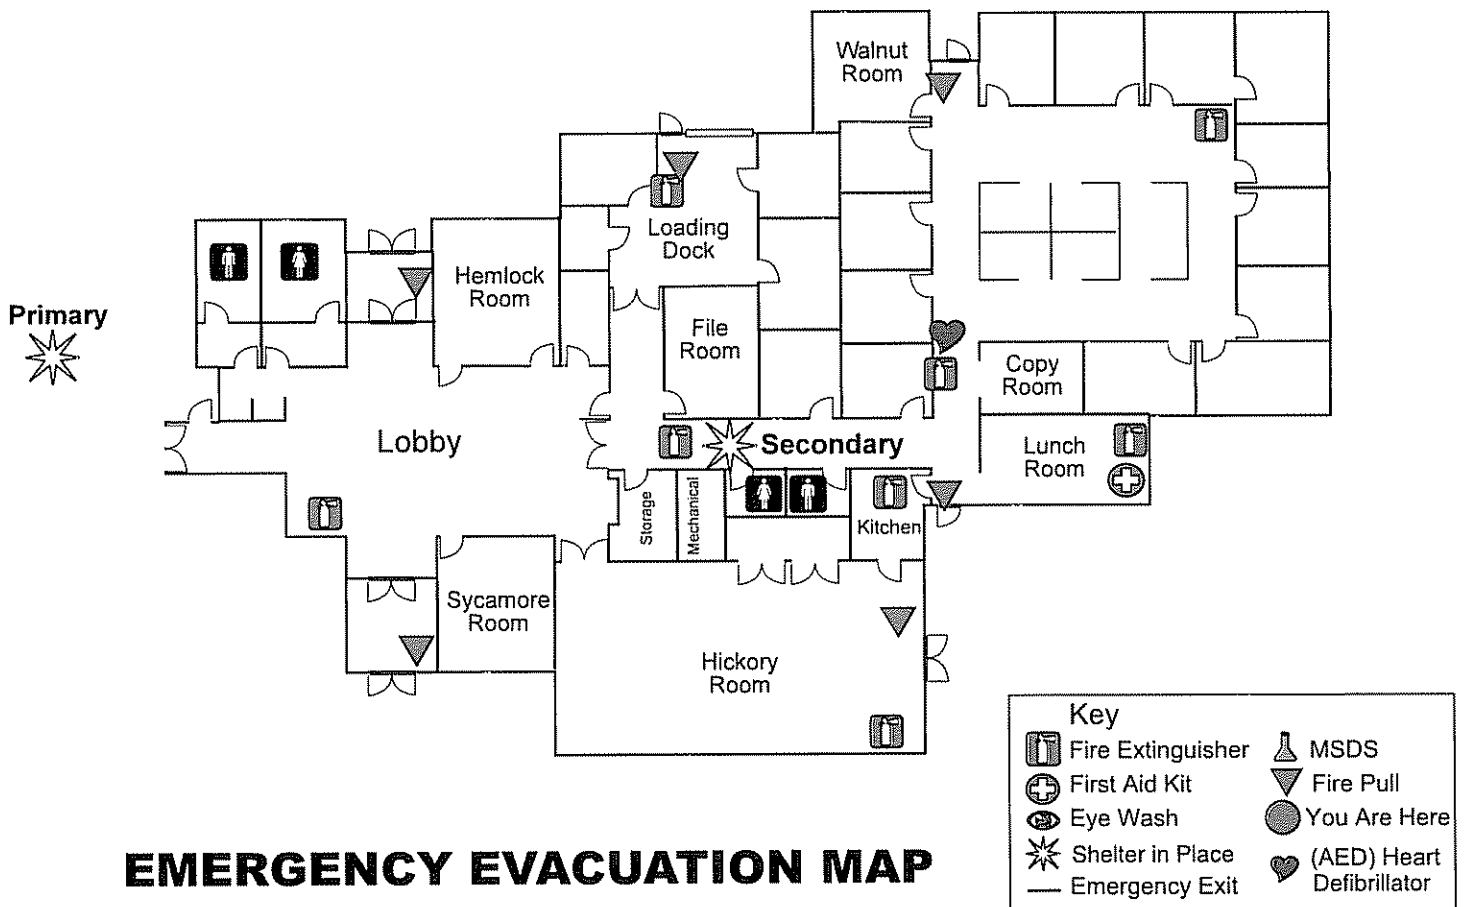 Walnut
Room
Loading
Dock
Hemlock
Room
Primary
File
Room
Copy
Room
Lobby
Secondary
Lunch
Room
Storage
Mechanical
Kitchen
Sycamore
Room
Hickory
Room
Key
Fire Extinguisher
MSDS
First Aid Kit
Fire Pull
Eye Wash
You Are Here
Shelter in Place
(AED) Heart
Defibrillator
Emergency Exit
EMERGENCY EVACUATION MAP